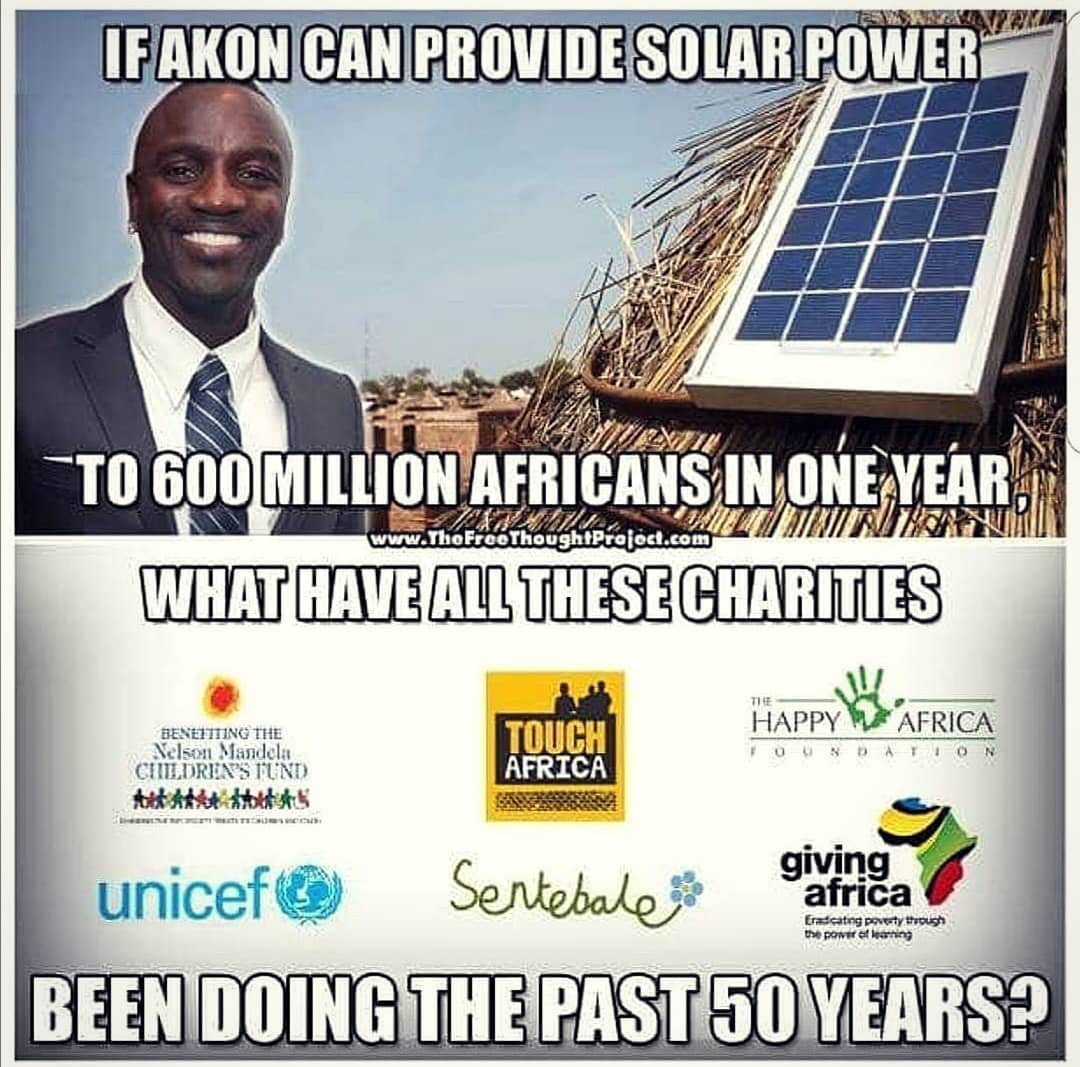 IF AKON CAN PROVIDE SOLAR POWER
TO 600 MILLION AFRICANS IN ONE YEAR,
www.TheFreeThoughtProject.com
WHAT HAVE ALL THESE CHARITIES
BENEFITING THE
Nelson Mandela
CHILDREN'S FUND
TOUCH
AFRICA
THE
HAPPY AFRICA
FOUNDATION
unicef
Sentebale
giving
africa
Eradicating poverty through
the power of learning
BEEN DOING THE PAST 50 YEARS?